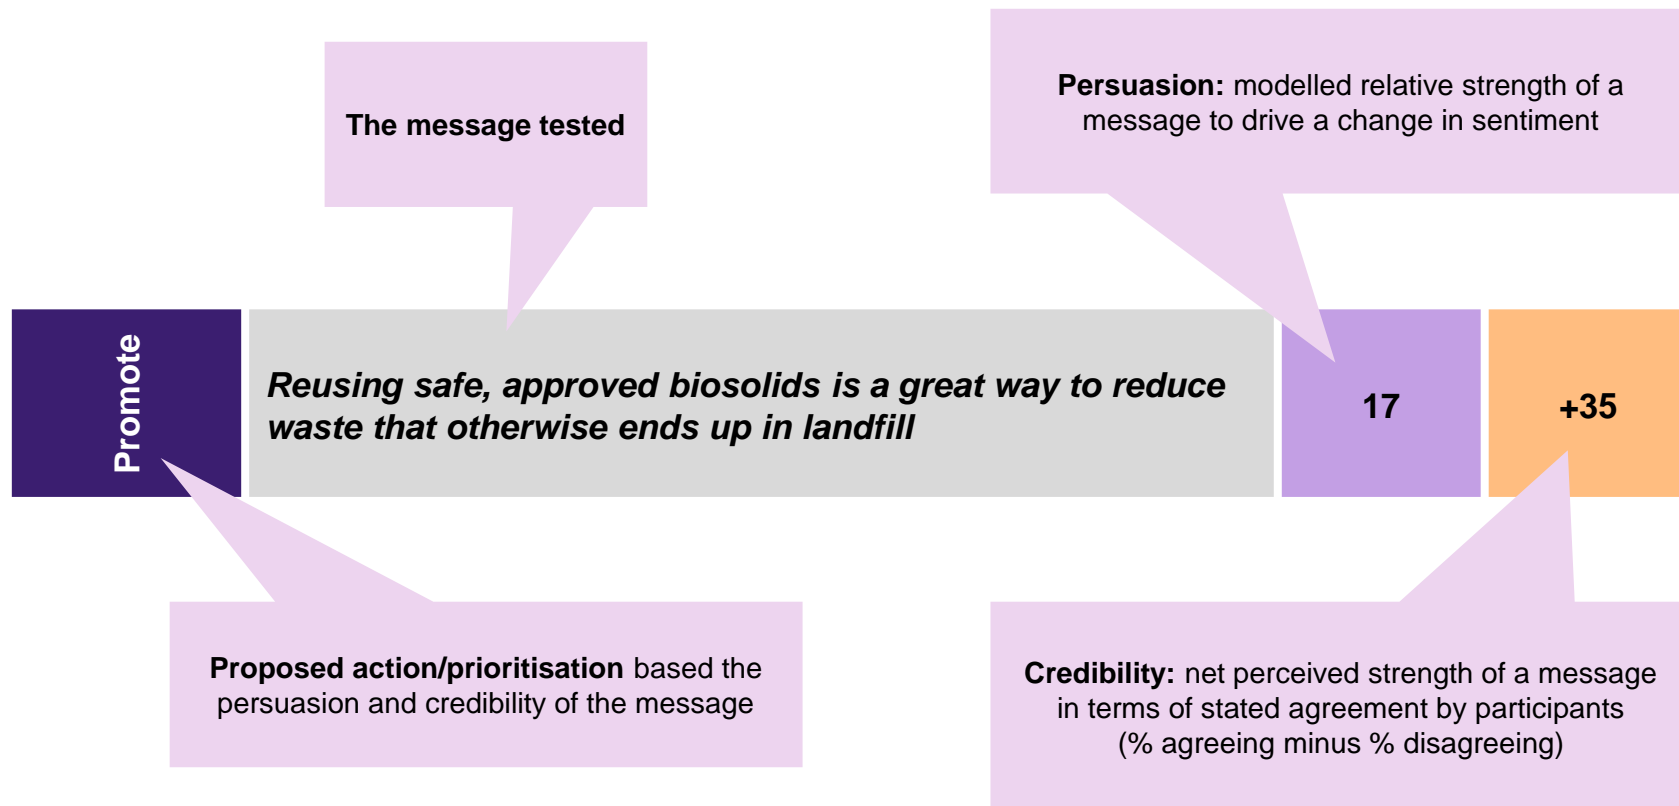 The message tested
Persuasion: modelled relative strength of a
message to drive a change in sentiment
Promote
Reusing safe, approved biosolids is a great way to reduce
waste that otherwise ends up in landfill
17
+35
Proposed action/prioritisation based the
persuasion and credibility of the message
Credibility: net perceived strength of a message
in terms of stated agreement by participants
(% agreeing minus % disagreeing)